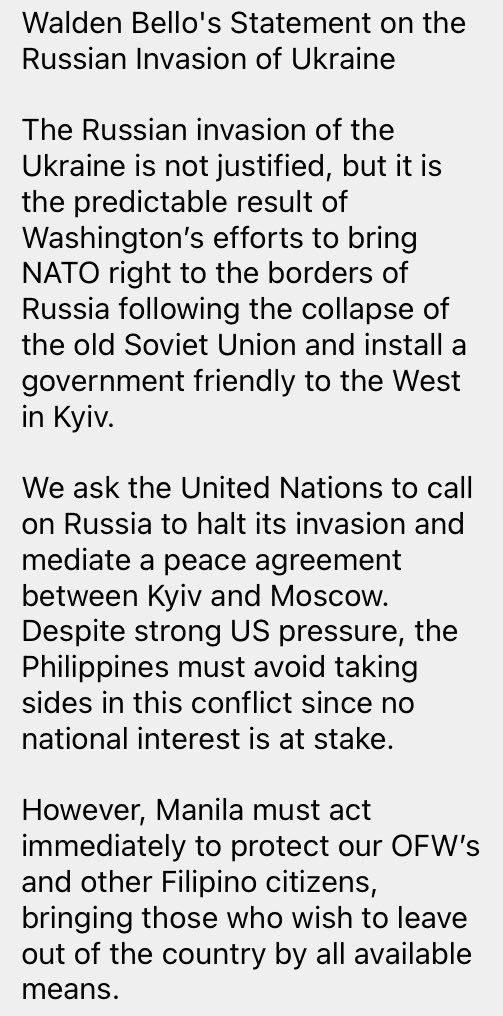 Walden Bello's Statement on the
Russian Invasion of Ukraine
The Russian invasion of the
Ukraine is not justified, but it is
the predictable result of
Washington’s efforts to bring
NATO right to the borders of
Russia following the collapse of
the old Soviet Union and install a
government friendly to the West
in Kyiv.
We ask the United Nations to call
on Russia to halt its invasion and
mediate a peace agreement
between Kyiv and Moscow.
Despite strong US pressure, the
Philippines must avoid taking
sides in this conflict since no
national interest is at stake.
However, Manila must act
immediately to protect our OFW’s
and other Filipino citizens,
bringing those who wish to leave
out of the country by all available
means.